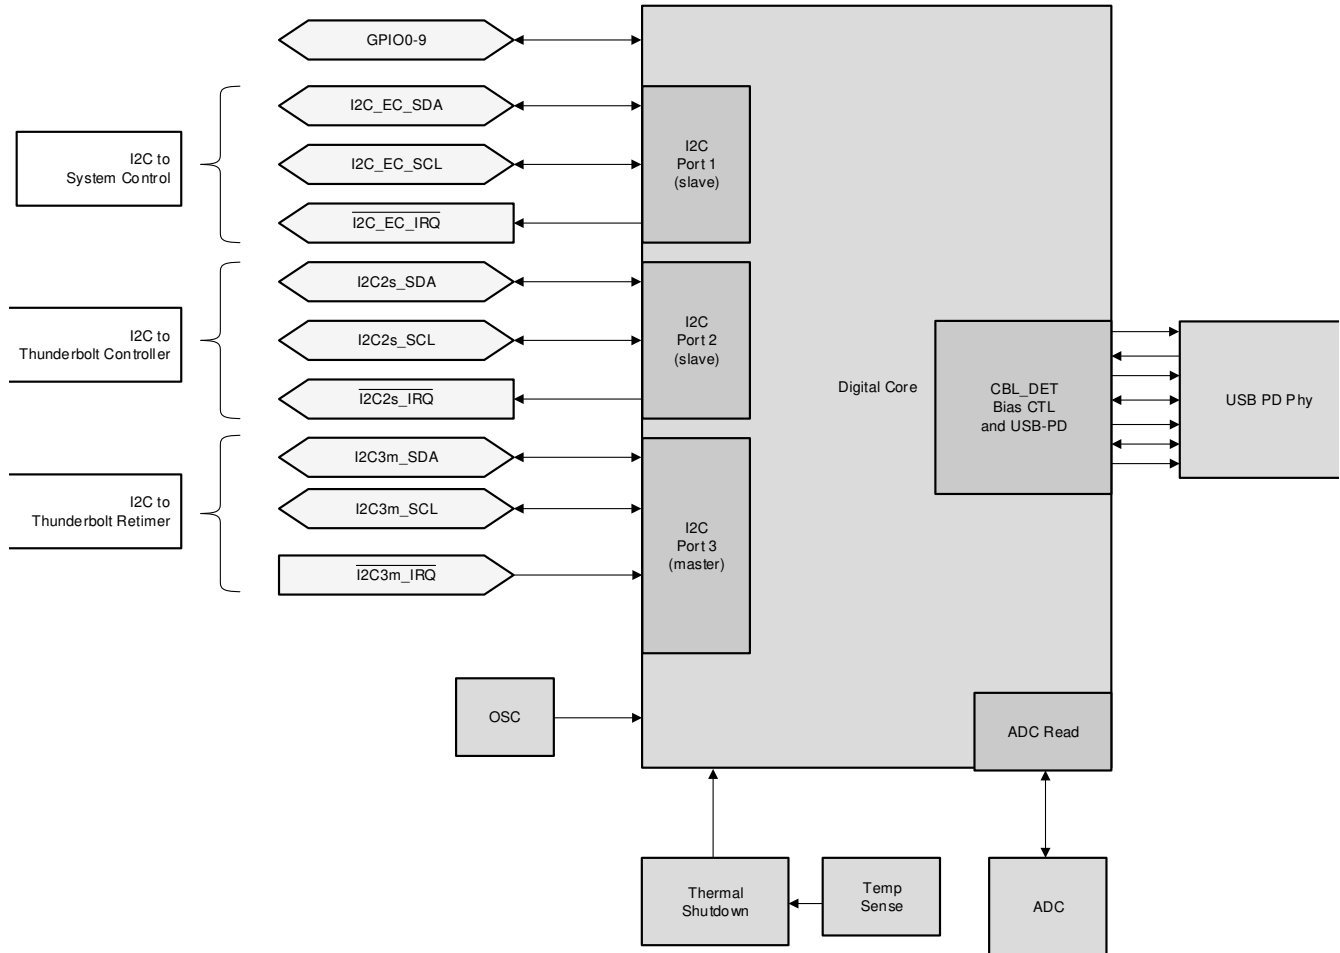 GPIO0-9
I2C to
System Control
I2C_EC_SDA
I2C_EC_SCL
I2C_EC_IRQ
I2C
Port 1
(slave)
I2C to
Thunderbolt Controller
I2C2s_SDA
I2C2s_SCL
I2C2s_IRQ
I2C
Port 2
(slave)
Digital Core
CBL_DET
Bias CTL
and USB-PD
USB PD Phy
I2C to
Thunderbolt Retimer
I2C3m_SDA
I2C3m_SCL
I2C3m_IRQ
I2C
Port 3
(master)
OSC
ADC Read
Thermal
Shutdown
Temp
Sense
ADC